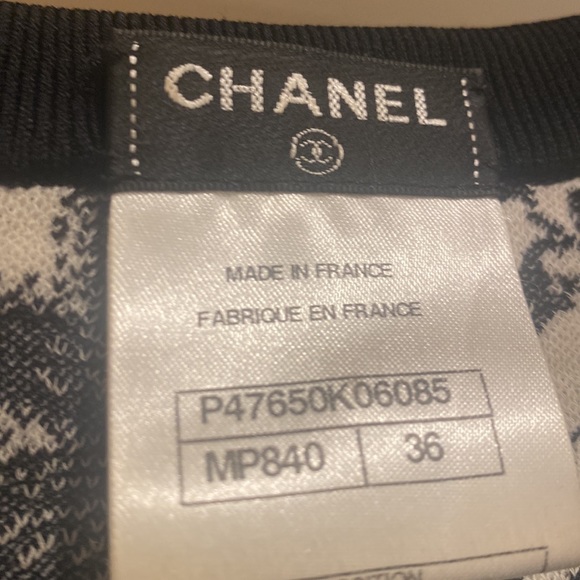 CHANEL
MADE IN FRANCE
FABRIQUE EN FRANCE
P47650K06085
MP840 36